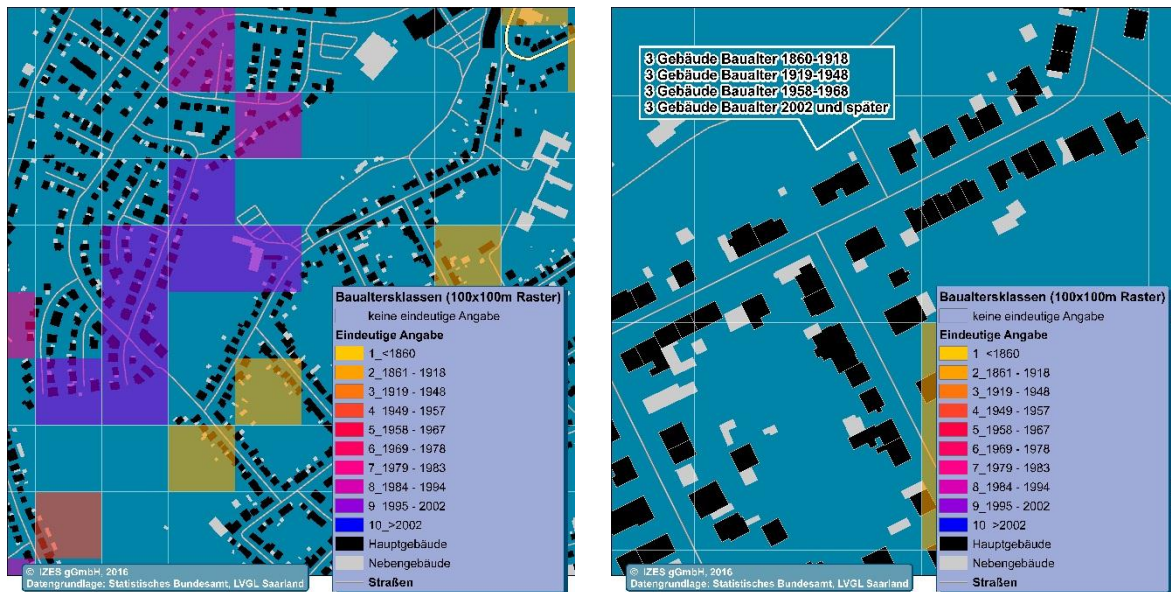 Baualtersklassen (100x100m Raster)
keine eindeutige Angabe
Eindeutige Angabe
1_<1860
2_1861 - 1918
3_1919 - 1948
4_1949 - 1957
5_1958 - 1967
6_1969 - 1978
7_1979 - 1983
8_1984 - 1994
9_1995 - 2002
10_>2002
Hauptgebäude
Nebengebäude
Straßen
© IZES gGmbH, 2016
Datengrundlage: Statistisches Bundesamt, LVGL Saarland
3 Gebäude Baualter 1860-1918
3 Gebäude Baualter 1919-1948
3 Gebäude Baualter 1958-1968
3 Gebäude Baualter 2002 und später
Baualtersklassen (100x100m Raster)
keine eindeutige Angabe
Eindeutige Angabe
1_<1860
2_1861 - 1918
3_1919 - 1948
4_1949 - 1957
5_1958 - 1967
6_1969 - 1978
7_1979 - 1983
8_1984 - 1994
9_1995 - 2002
10_>2002
Hauptgebäude
Nebengebäude
Straßen
© IZES gGmbH, 2016
Datengrundlage: Statistisches Bundesamt, LVGL Saarland